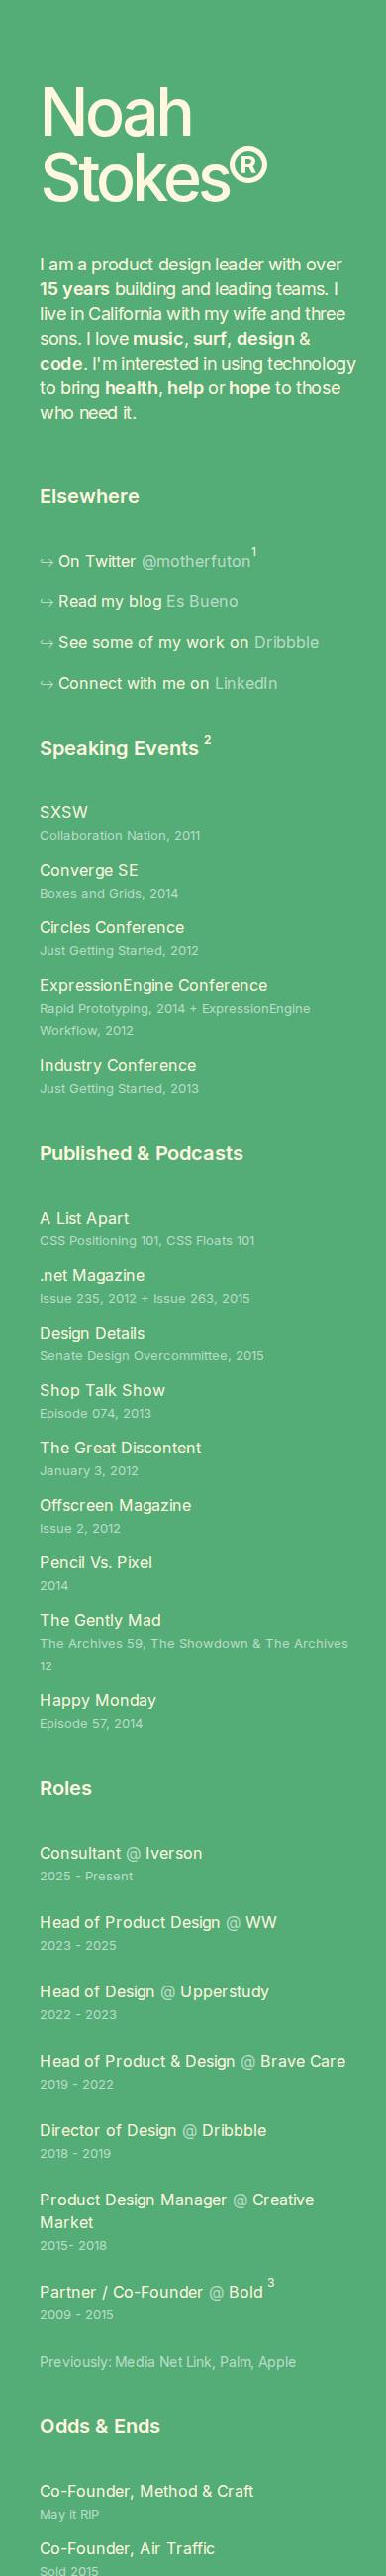 Noah
Stokes®
I am a product design leader with over
15 years building and leading teams. I
live in California with my wife and three
sons. I love music, surf, design &
code. I'm interested in using technology
to bring health, help or hope to those
who need it.
Elsewhere
↪ On Twitter @motherfuton1
↪ Read my blog Es Bueno
↪ See some of my work on Dribbble
↪ Connect with me on LinkedIn
Speaking Events 2
SXSW
Collaboration Nation, 2011
Converge SE
Boxes and Grids, 2014
Circles Conference
Just Getting Started, 2012
ExpressionEngine Conference
Rapid Prototyping, 2014 + ExpressionEngine
Workflow, 2012
Industry Conference
Just Getting Started, 2013
Published & Podcasts
A List Apart
CSS Positioning 101, CSS Floats 101
.net Magazine
Issue 235, 2012 + Issue 263, 2015
Design Details
Senate Design Overcommittee, 2015
Shop Talk Show
Episode 074, 2013
The Great Discontent
January 3, 2012
Offscreen Magazine
Issue 2, 2012
Pencil Vs. Pixel
2014
The Gently Mad
The Archives 59, The Showdown & The Archives
12
Happy Monday
Episode 57, 2014
Roles
Consultant @ Iverson
2025 - Present
Head of Product Design @ WW
2023 - 2025
Head of Design @ Upperstudy
2022 - 2023
Head of Product & Design @ Brave Care
2019 - 2022
Director of Design @ Dribbble
2018 - 2019
Product Design Manager @ Creative
Market
2015- 2018
Partner / Co-Founder @ Bold 3
2009 - 2015
Previously: Media Net Link, Palm, Apple
Odds & Ends
Co-Founder, Method & Craft
May it RIP
Co-Founder, Air Traffic
Sold 2015